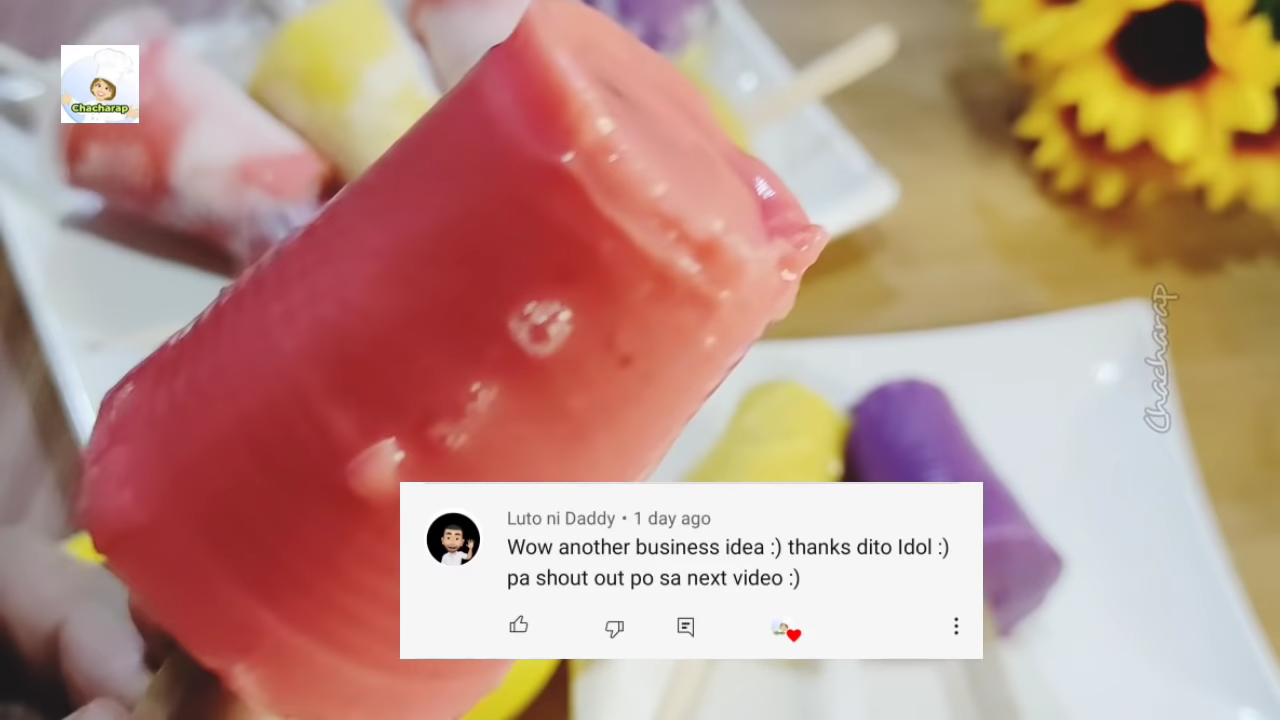 Chacharap
Chacharap
Luto ni Daddy • 1 day ago
Wow another business idea :) thanks dito Idol :)
pa shout out po sa next video :)